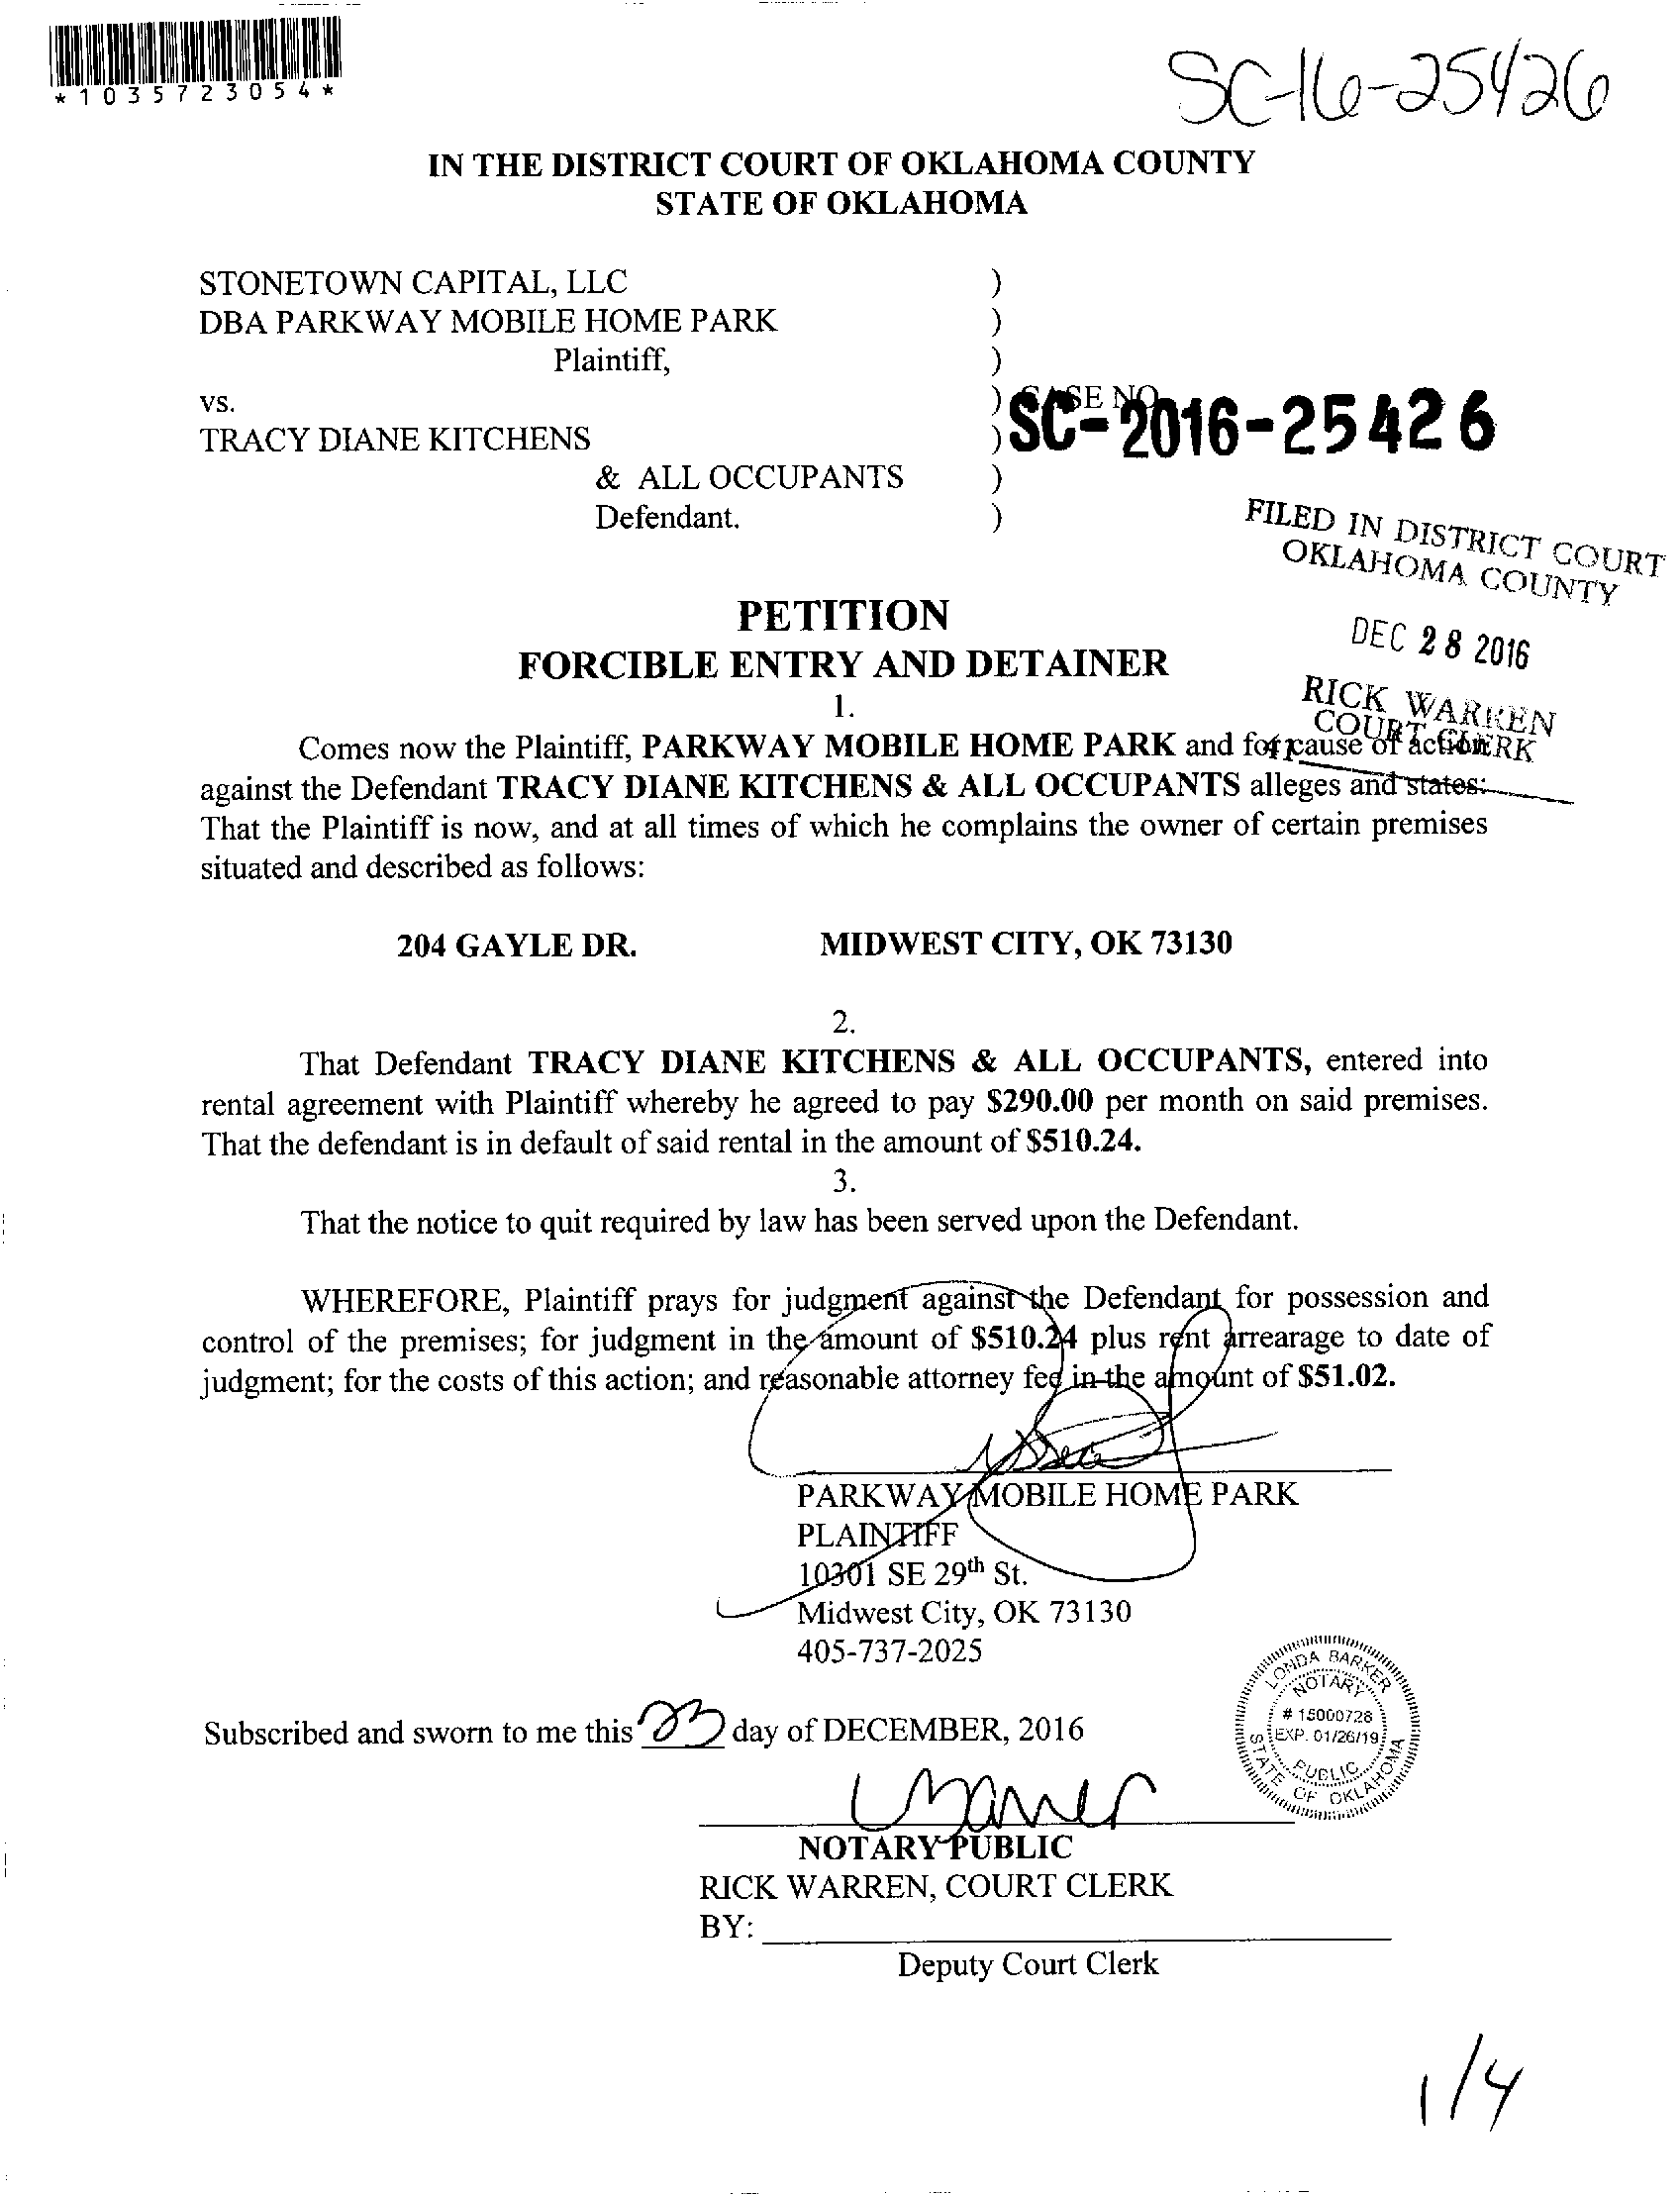 *1035723054*
SC-16-25426
IN THE DISTRICT COURT OF OKLAHOMA COUNTY
STATE OF OKLAHOMA
STONETOWN CAPITAL, LLC )
DBA PARKWAY MOBILE HOME PARK )
Plaintiff, )
vs. ) CASE NO.
SC-2016-25426
TRACY DIANE KITCHENS )
& ALL OCCUPANTS )
Defendant. )
FILED IN DISTRICT COURT
OKLAHOMA COUNTY
DEC 28 2016
RICK WARREN
COURT CLERK
PETITION
FORCIBLE ENTRY AND DETAINER
1.
Comes now the Plaintiff, PARKWAY MOBILE HOME PARK and for cause of action
against the Defendant TRACY DIANE KITCHENS & ALL OCCUPANTS alleges and states:
That the Plaintiff is now, and at all times of which he complains the owner of certain premises
situated and described as follows:
204 GAYLE DR. MIDWEST CITY, OK 73130
2.
That Defendant TRACY DIANE KITCHENS & ALL OCCUPANTS, entered into
rental agreement with Plaintiff whereby he agreed to pay $290.00 per month on said premises.
That the defendant is in default of said rental in the amount of $510.24.
3.
That the notice to quit required by law has been served upon the Defendant.
WHEREFORE, Plaintiff prays for judgment against the Defendant for possession and
control of the premises; for judgment in the amount of $510.24 plus rent arrearage to date of
judgment; for the costs of this action; and reasonable attorney fee in the amount of $51.02.
PARKWAY MOBILE HOME PARK
PLAINTIFF
10301 SE 29th St.
Midwest City, OK 73130
405-737-2025
LONDA BARKER
NOTARY
# 15000728
EXP. 01/26/19
PUBLIC
STATE OF OKLAHOMA
Subscribed and sworn to me this 23 day of DECEMBER, 2016
NOTARY PUBLIC
RICK WARREN, COURT CLERK
BY:
Deputy Court Clerk
1/4